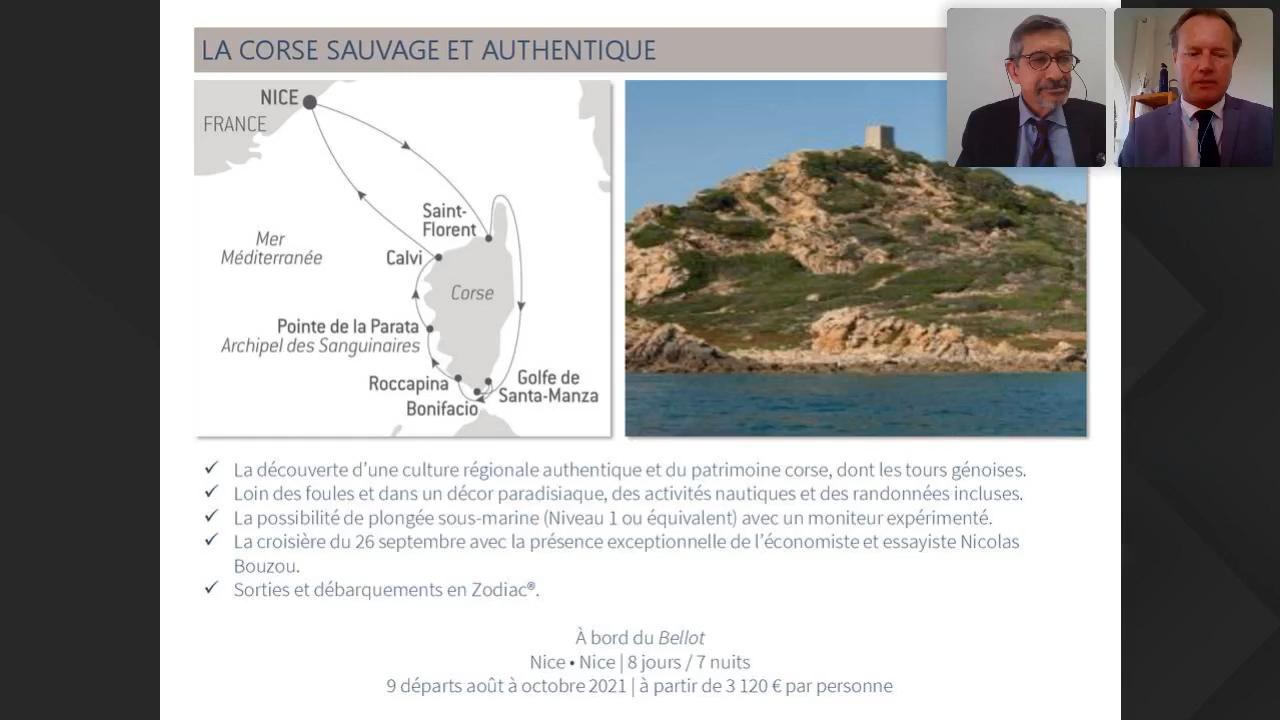 LA CORSE SAUVAGE ET AUTHENTIQUE
NICE
FRANCE
Saint-
Florent
Mer
Méditerranée
Calvi
Corse
Pointe de la Parata
Archipel des Sanguinaires
Roccapina
Golfe de
Santa-Manza
Bonifacio
✓ La découverte d’une culture régionale authentique et du patrimoine corse, dont les tours génoises.
✓ Loin des foules et dans un décor paradisiaque, des activités nautiques et des randonnées incluses.
✓ La possibilité de plongée sous-marine (Niveau 1 ou équivalent) avec un moniteur expérimenté.
✓ La croisière du 26 septembre avec la présence exceptionnelle de l’économiste et essayiste Nicolas
Bouzou.
✓ Sorties et débarquements en Zodiac®.
À bord du Bellot
Nice • Nice | 8 jours / 7 nuits
9 départs août à octobre 2021 | à partir de 3 120 € par personne